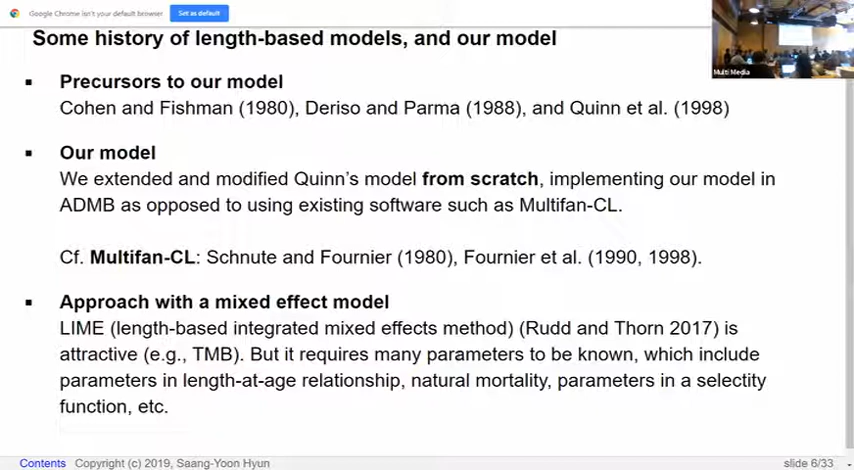 Google Chrome isn't your default browser Set as default
Some history of length-based models, and our model
Multi Media
▪ Precursors to our model
Cohen and Fishman (1980), Deriso and Parma (1988), and Quinn et al. (1998)
▪ Our model
We extended and modified Quinn's model from scratch, implementing our model in
ADMB as opposed to using existing software such as Multifan-CL.
Cf. Multifan-CL: Schnute and Fournier (1980), Fournier et al. (1990, 1998).
▪ Approach with a mixed effect model
LIME (length-based integrated mixed effects method) (Rudd and Thorn 2017) is
attractive (e.g., TMB). But it requires many parameters to be known, which include
parameters in length-at-age relationship, natural mortality, parameters in a selectity
function, etc.
Contents Copyright (c) 2019, Saang-Yoon Hyun slide 6/33